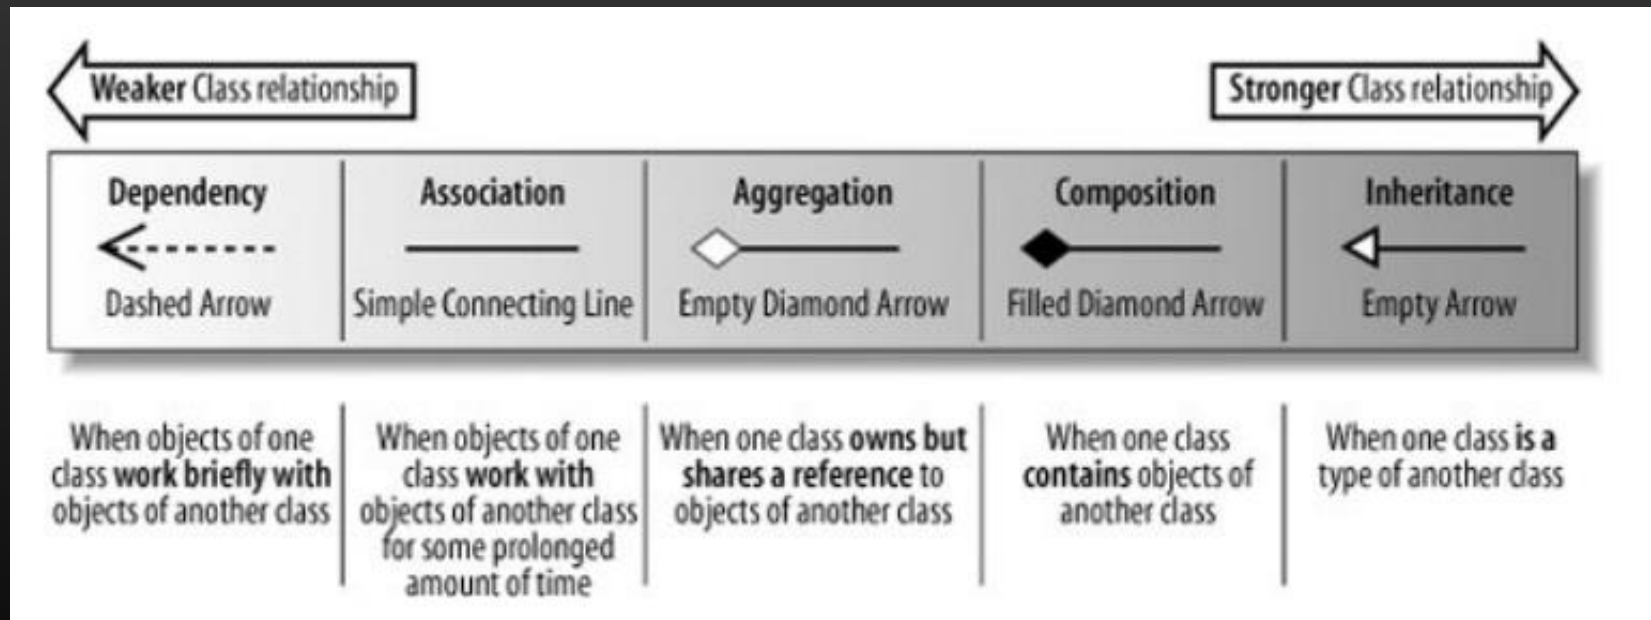 Weaker Class relationship
Stronger Class relationship
Dependency
Dashed Arrow
Association
Simple Connecting Line
Aggregation
Empty Diamond Arrow
Composition
Filled Diamond Arrow
Inheritance
Empty Arrow
When objects of one
class work briefly with
objects of another class
When objects of one
class work with
objects of another class
for some prolonged
amount of time
When one class owns but
shares a reference to
objects of another class
When one class
contains objects of
another class
When one class is a
type of another class